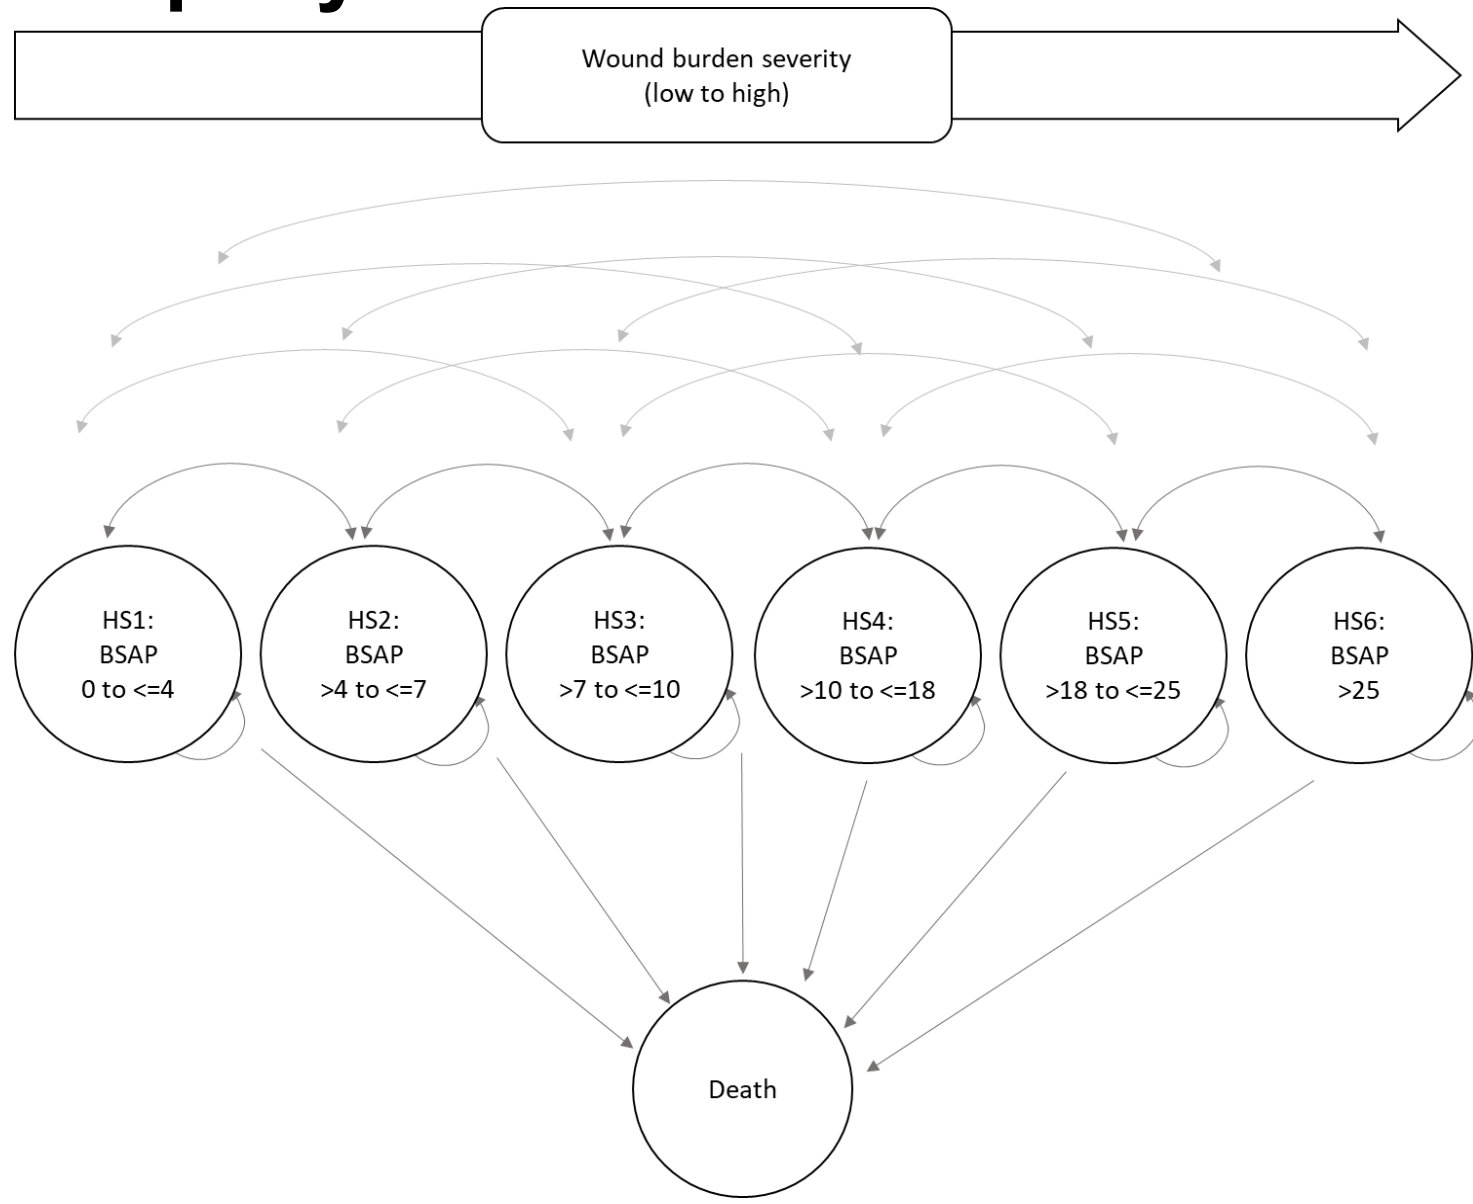 Wound burden severity
(low to high)
HS1:
BSAP
0 to <=4
HS2:
BSAP
>4 to <=7
HS3:
BSAP
>7 to <=10
HS4:
BSAP
>10 to <=18
HS5:
BSAP
>18 to <=25
HS6:
BSAP
>25
Death